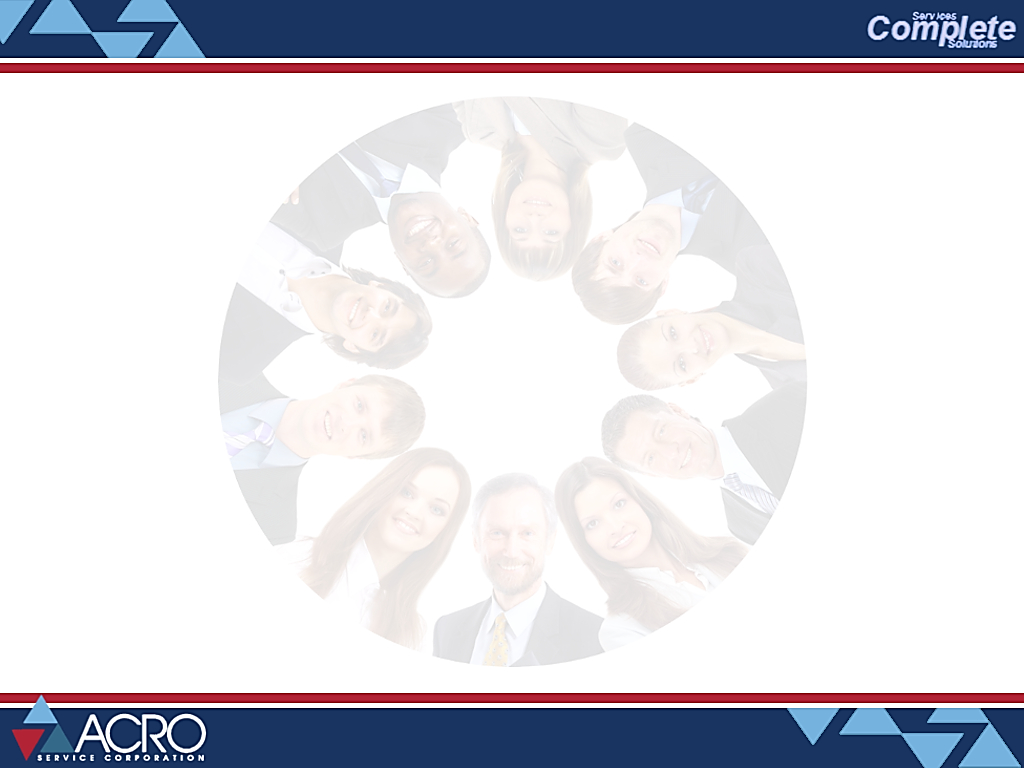 Services
Complete
Solutions
ACRO
SERVICE CORPORATION